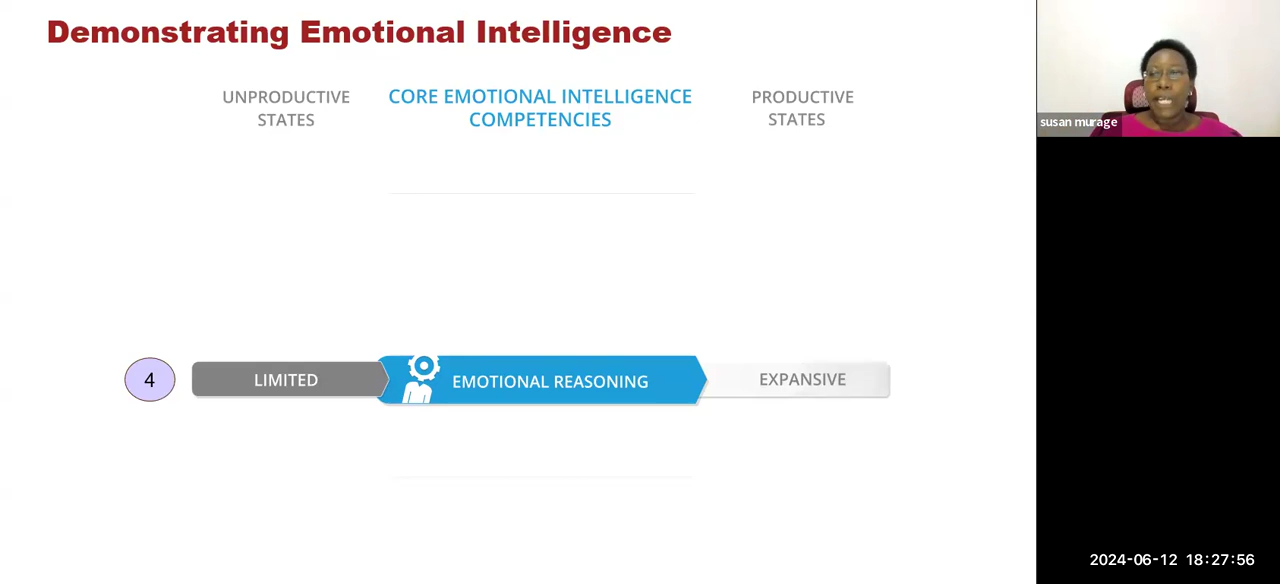 Demonstrating Emotional Intelligence
UNPRODUCTIVE
STATES
CORE EMOTIONAL INTELLIGENCE
COMPETENCIES
PRODUCTIVE
STATES
susan murage
4
LIMITED
EMOTIONAL REASONING
EXPANSIVE
2024-06-12 18:27:56